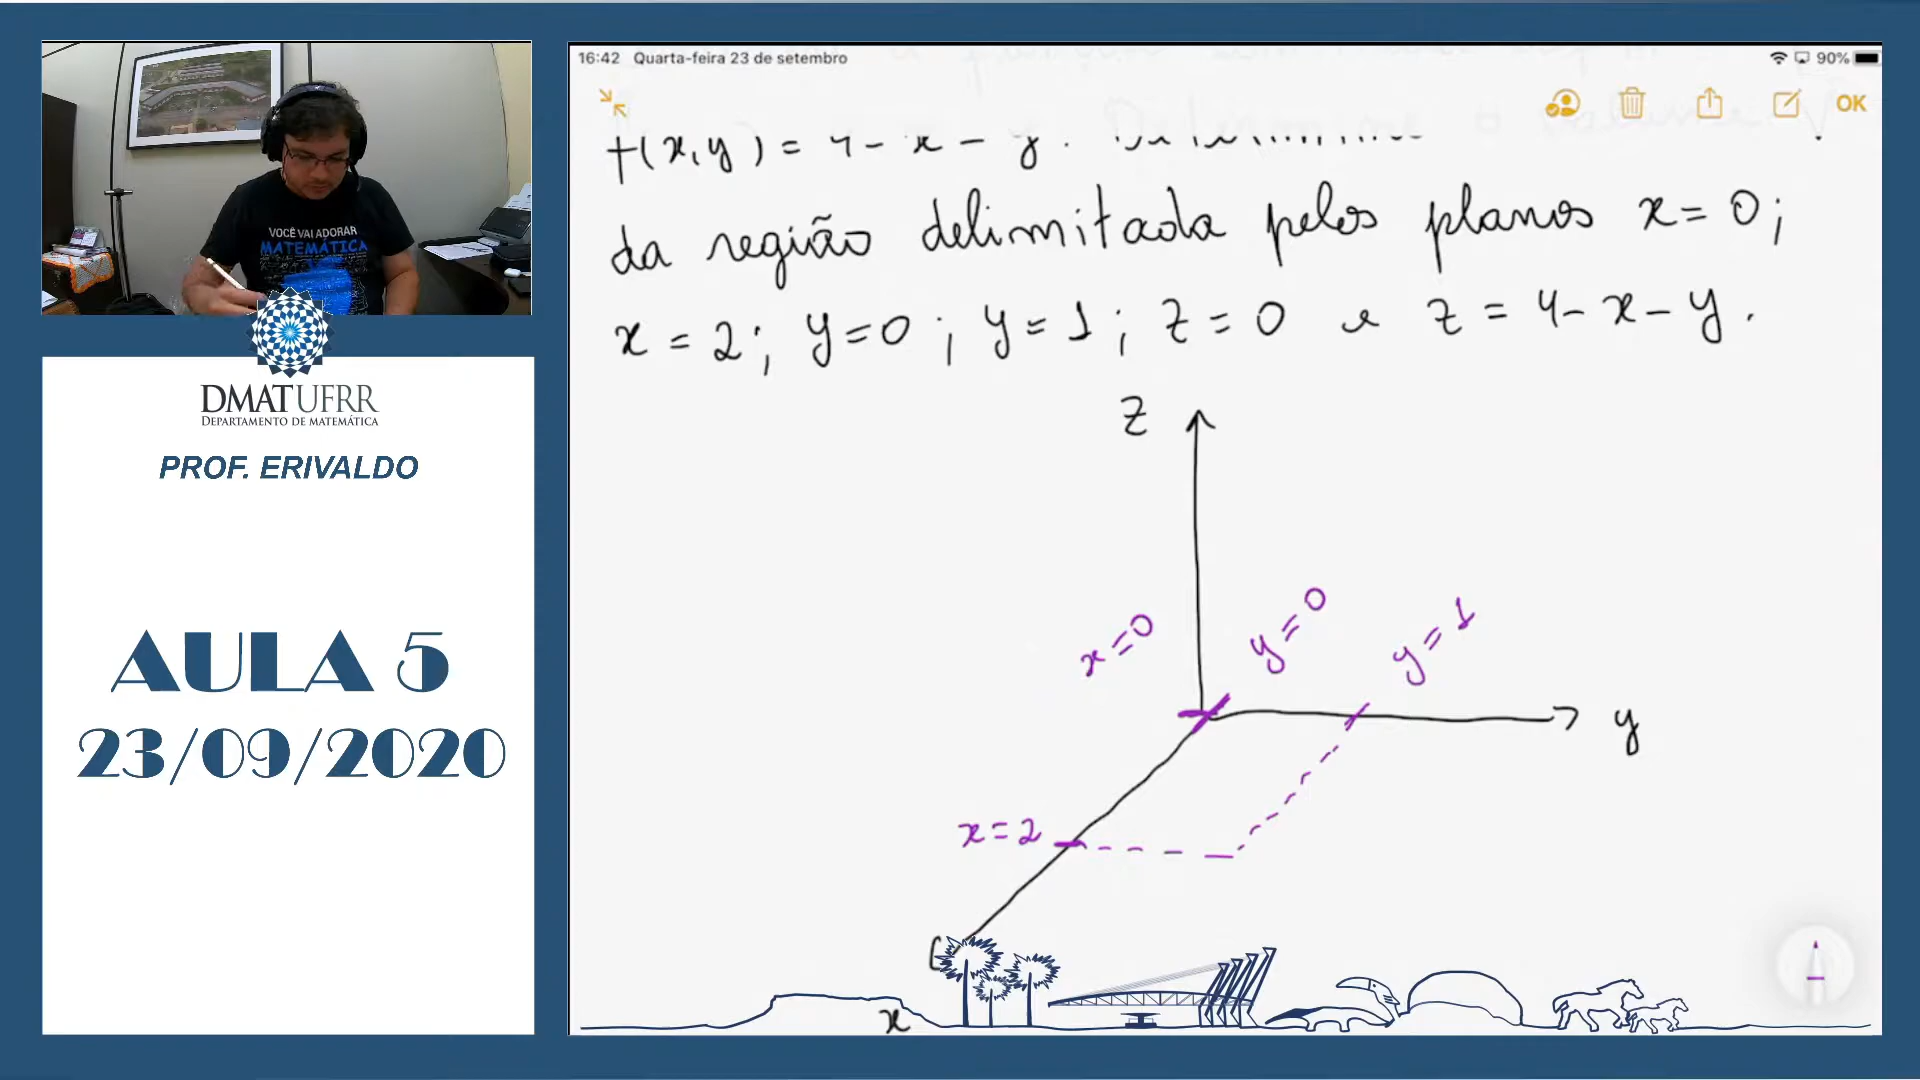 16:42 Quarta-feira 23 de setembro
90%
OK
f(x,y) = 4 - x - y.
da região delimitada pelos planos x = 0;
x = 2; y = 0; y = 1; z = 0 e z = 4 - x - y.
z
x = 0
y = 0
y = 1
y
x = 2
x
VOCÊ VAI ADORAR
MATEMÁTICA
DMATUFRR
DEPARTAMENTO DE MATEMÁTICA
PROF. ERIVALDO
AULA 5
23/09/2020